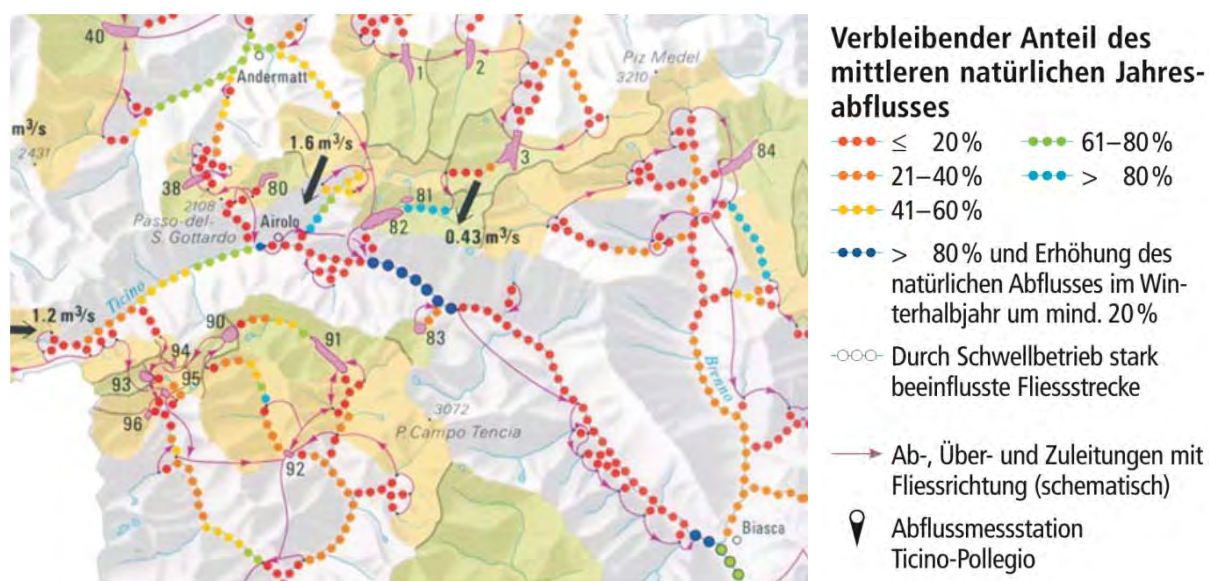 40
Andermatt
1
2
Piz Medel
3210
m³/s
2431
1.6 m³/s
3
84
38
80
81
2108
Passo-del-
S. Gottardo
Airolo
82
0.43 m³/s
Ticino
1.2 m³/s
90
83
91
94
93
95
Brenno
96
3072
P. Campo Tencia
92
Biasca
Verbleibender Anteil des
mittleren natürlichen Jahres-
abflusses
≤ 20 %
61–80 %
21–40 %
> 80 %
41–60 %
> 80 % und Erhöhung des
natürlichen Abflusses im Win-
terhalbjahr um mind. 20 %
Durch Schwellbetrieb stark
beeinflusste Fliessstrecke
Ab-, Über- und Zuleitungen mit
Fliessrichtung (schematisch)
Abflussmessstation
Ticino-Pollegio